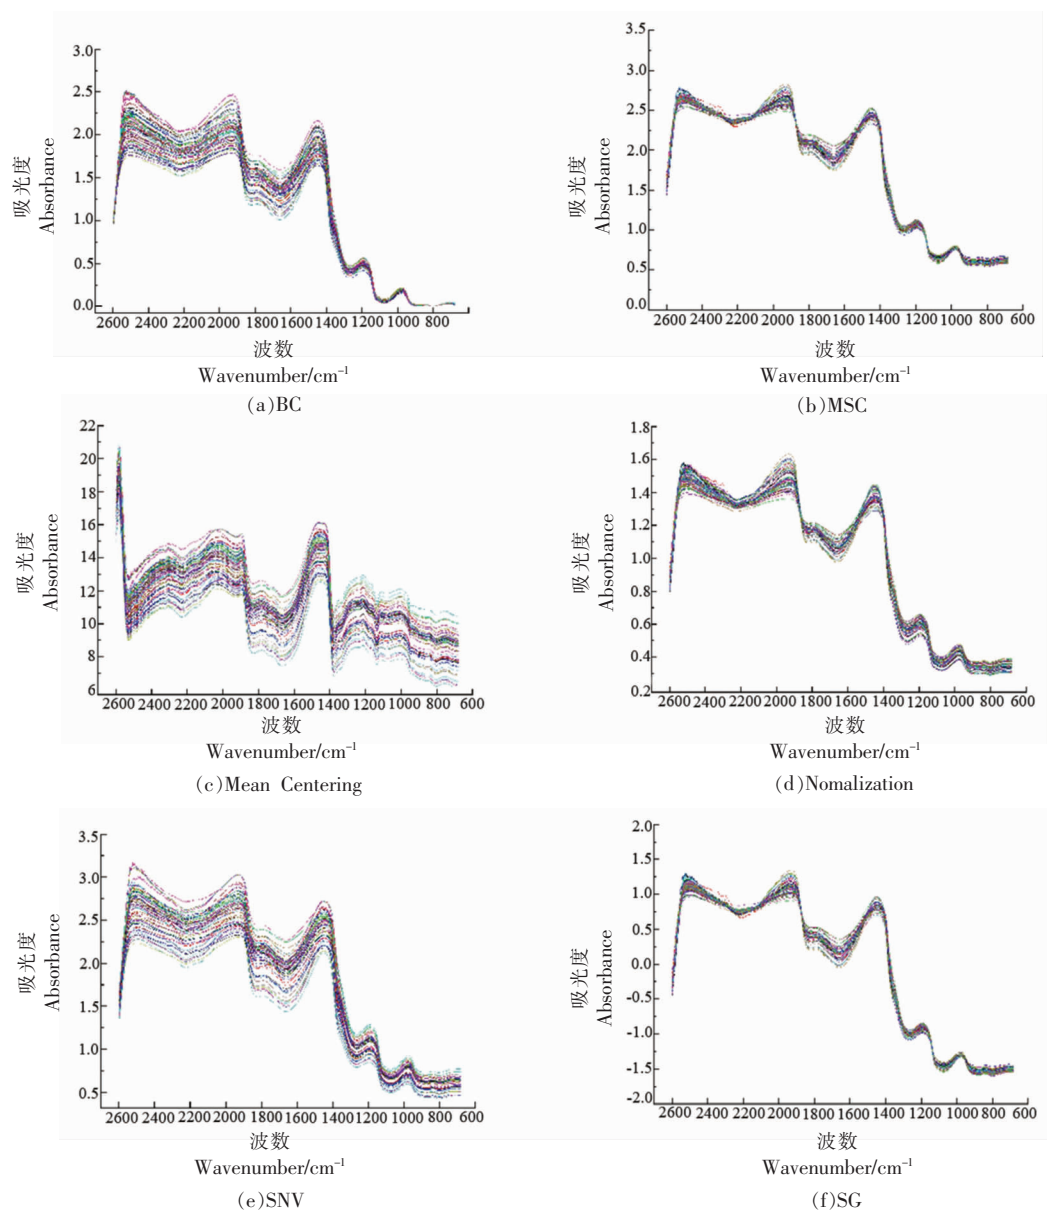 3.0
2.5
2.0
1.5
1.0
0.5
0.0
吸光度
Absorbance
2600 2400 2200 2000 1800 1600 1400 1200 1000 800
波数
Wavenumber/cm⁻¹
(a)BC
3.5
3.0
2.5
2.0
1.5
1.0
0.5
0.0
吸光度
Absorbance
2600 2400 2200 2000 1800 1600 1400 1200 1000 800 600
波数
Wavenumber/cm⁻¹
(b)MSC
22
20
18
16
14
12
10
8
6
吸光度
Absorbance
2600 2400 2200 2000 1800 1600 1400 1200 1000 800 600
波数
Wavenumber/cm⁻¹
(c)Mean Centering
1.8
1.6
1.4
1.2
1.0
0.8
0.6
0.4
0.2
吸光度
Absorbance
2600 2400 2200 2000 1800 1600 1400 1200 1000 800 600
波数
Wavenumber/cm⁻¹
(d)Nomalization
3.5
3.0
2.5
2.0
1.5
1.0
0.5
吸光度
Absorbance
2600 2400 2200 2000 1800 1600 1400 1200 1000 800 600
波数
Wavenumber/cm⁻¹
(e)SNV
2.0
1.5
1.0
0.5
0.0
-0.5
-1.0
-1.5
-2.0
吸光度
Absorbance
2600 2400 2200 2000 1800 1600 1400 1200 1000 800 600
波数
Wavenumber/cm⁻¹
(f)SG